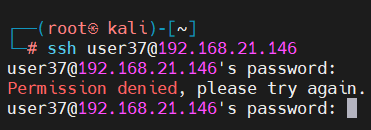 ┌──(root㉿ kali)-[~]
└─# ssh user37@192.168.21.146
user37@192.168.21.146's password:
Permission denied, please try again.
user37@192.168.21.146's password: